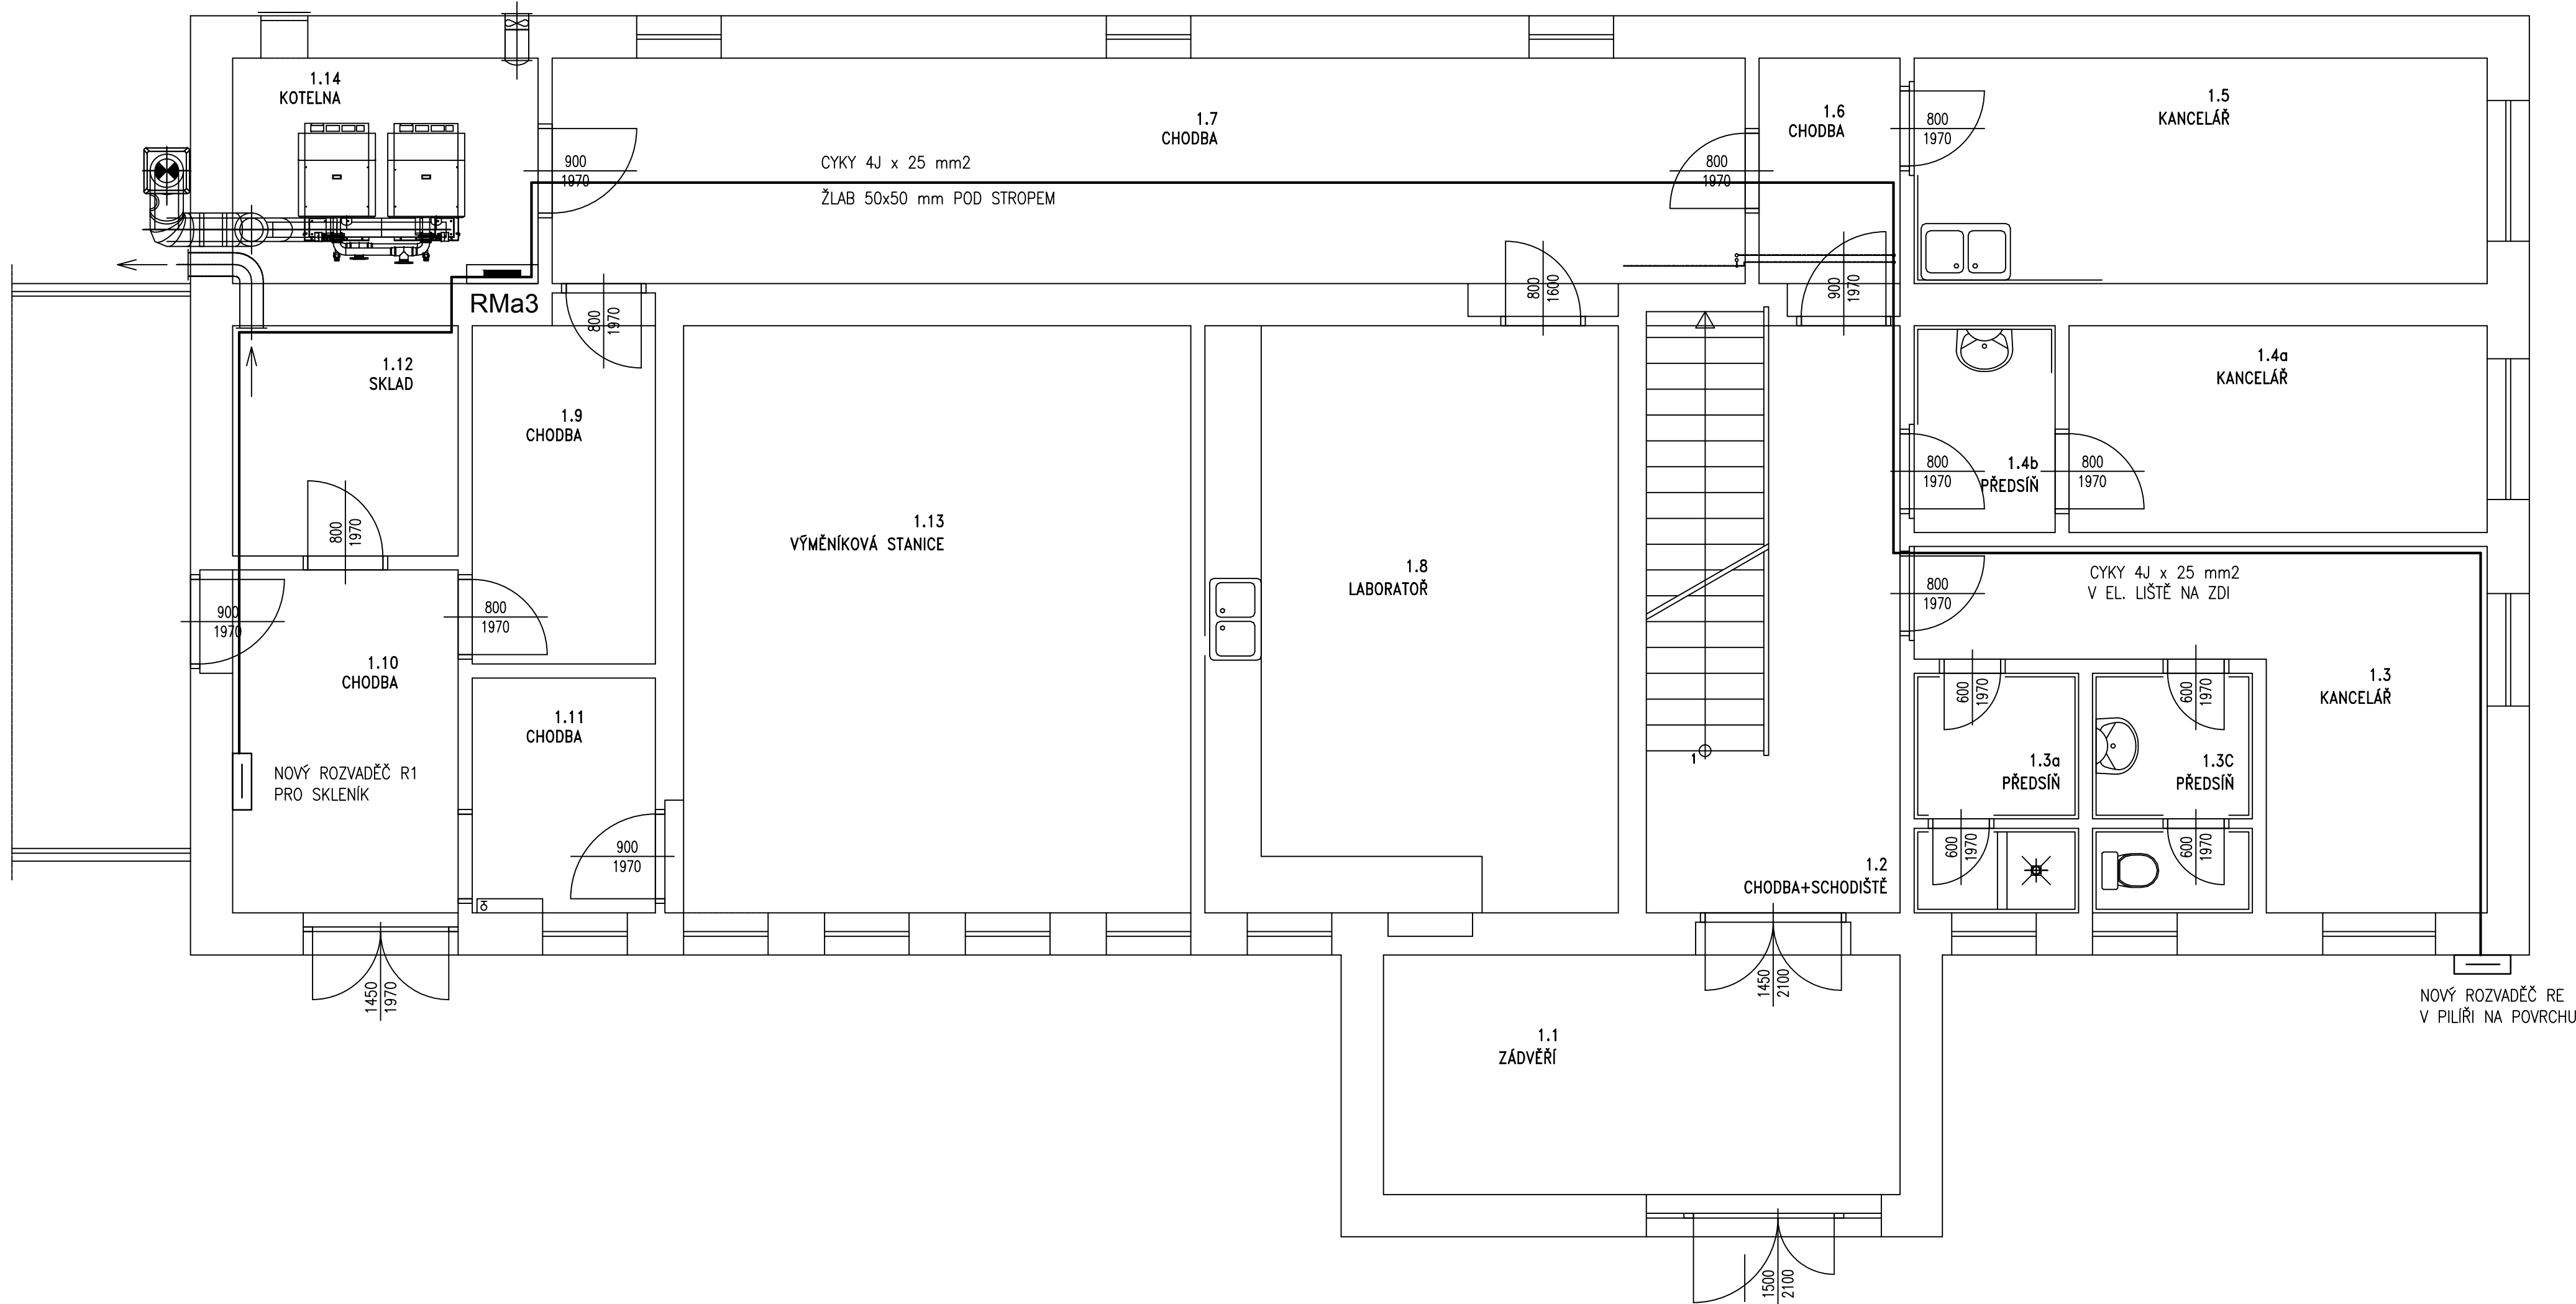 1.14
KOTELNA
1.7
CHODBA
1.6
CHODBA
1.5
KANCELÁŘ
900
1970
CYKY 4J x 25 mm2
ŽLAB 50x50 mm POD STROPEM
800
1970
800
1970
RMa3
800
1970
800
1600
900
1970
1.12
SKLAD
1.9
CHODBA
1.4a
KANCELÁŘ
1.4b
PŘEDSÍŇ
800
1970
800
1970
800
1970
1.13
VÝMĚNÍKOVÁ STANICE
1.8
LABORATOŘ
CYKY 4J x 25 mm2
V EL. LIŠTĚ NA ZDI
800
1970
900
1970
800
1970
1.10
CHODBA
1.11
CHODBA
600
1970
600
1970
1.3
KANCELÁŘ
1
1.3a
PŘEDSÍŇ
1.3C
PŘEDSÍŇ
NOVÝ ROZVADĚČ R1
PRO SKLENÍK
900
1970
600
1970
600
1970
1.2
CHODBA+SCHODIŠTĚ
1450
1970
1450
2100
NOVÝ ROZVADĚČ RE
V PILÍŘI NA POVRCHU
1.1
ZÁDVĚŘÍ
1500
2100